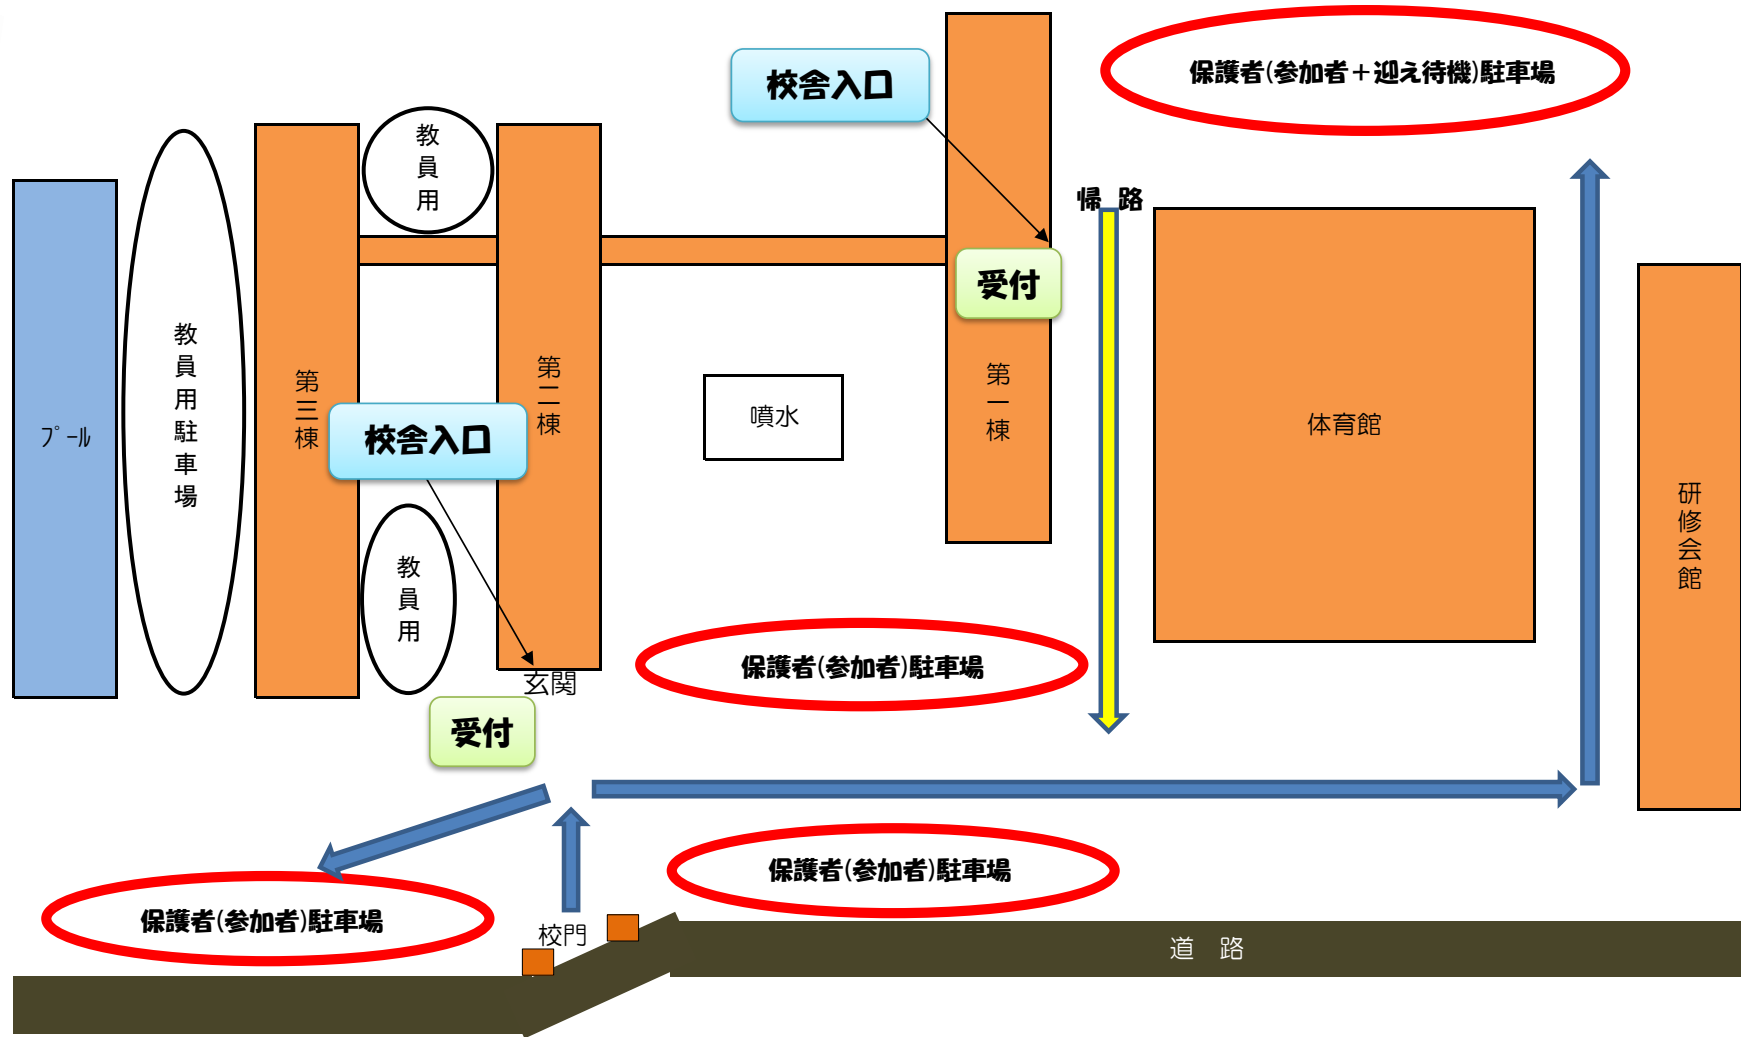 保護者(参加者＋迎え待機)駐車場
校舎入口
教員用
帰 路
受付
教員用駐車場
第三棟
第二棟
第一棟
噴水
体育館
ﾌﾟｰﾙ
校舎入口
研修会館
教員用
保護者(参加者)駐車場
玄関
受付
保護者(参加者)駐車場
保護者(参加者)駐車場
校門
道　路